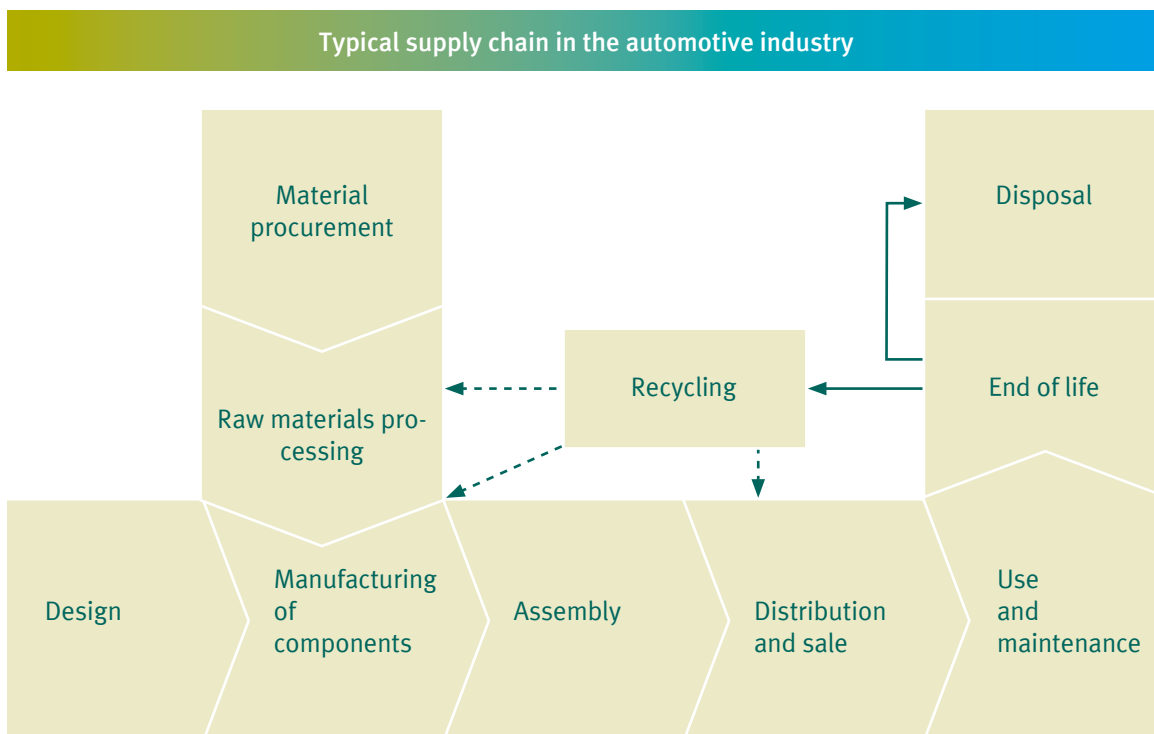 Typical supply chain in the automotive industry
Material
procurement
Disposal
Recycling
End of life
Raw materials pro-
cessing
Design
Manufacturing
of
components
Assembly
Distribution
and sale
Use
and
maintenance